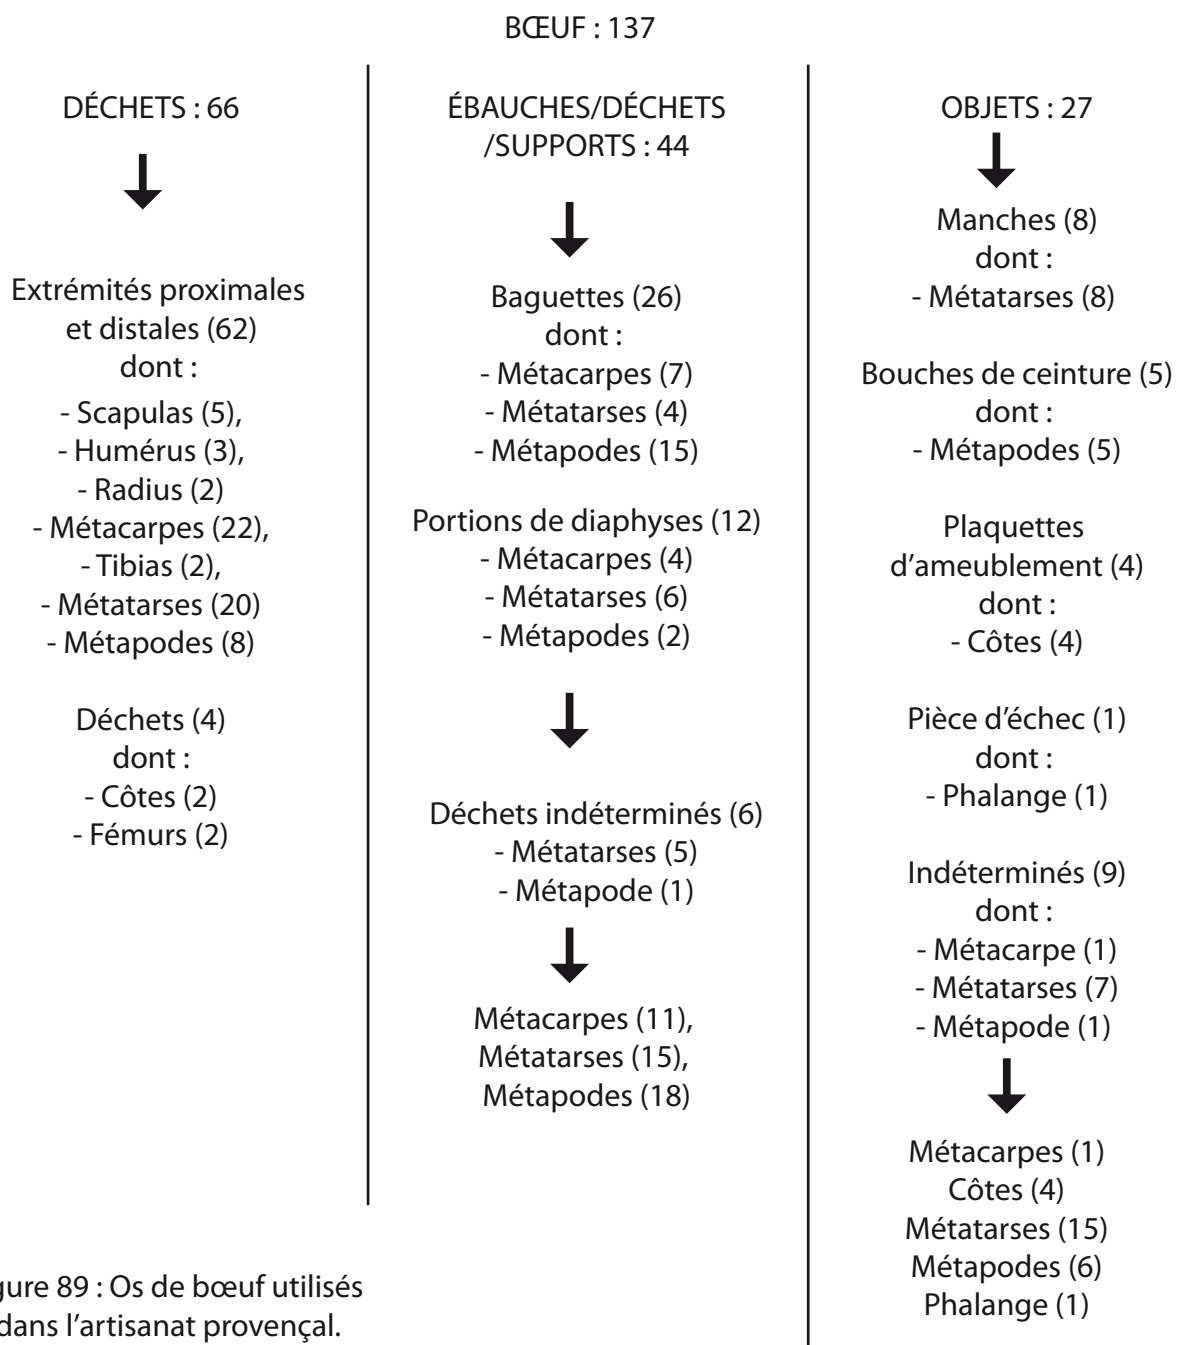 BŒUF : 137
DÉCHETS : 66
Extrémités proximales
et distales (62)
dont :
- Scapulas (5),
- Humérus (3),
- Radius (2)
- Métacarpes (22),
- Tibias (2),
- Métatarses (20)
- Métapodes (8)
Déchets (4)
dont :
- Côtes (2)
- Fémurs (2)
ÉBAUCHES/DÉCHETS
/SUPPORTS : 44
Baguettes (26)
dont :
- Métacarpes (7)
- Métatarses (4)
- Métapodes (15)
Portions de diaphyses (12)
- Métacarpes (4)
- Métatarses (6)
- Métapodes (2)
Déchets indéterminés (6)
- Métatarses (5)
- Métapode (1)
Métacarpes (11),
Métatarses (15),
Métapodes (18)
OBJETS : 27
Manches (8)
dont :
- Métatarses (8)
Bouches de ceinture (5)
dont :
- Métapodes (5)
Plaquettes
d'ameublement (4)
dont :
- Côtes (4)
Pièce d'échec (1)
dont :
- Phalange (1)
Indéterminés (9)
dont :
- Métacarpe (1)
- Métatarses (7)
- Métapode (1)
Métacarpes (1)
Côtes (4)
Métatarses (15)
Métapodes (6)
Phalange (1)
gure 89 : Os de bœuf utilisés
dans l'artisanat provençal.